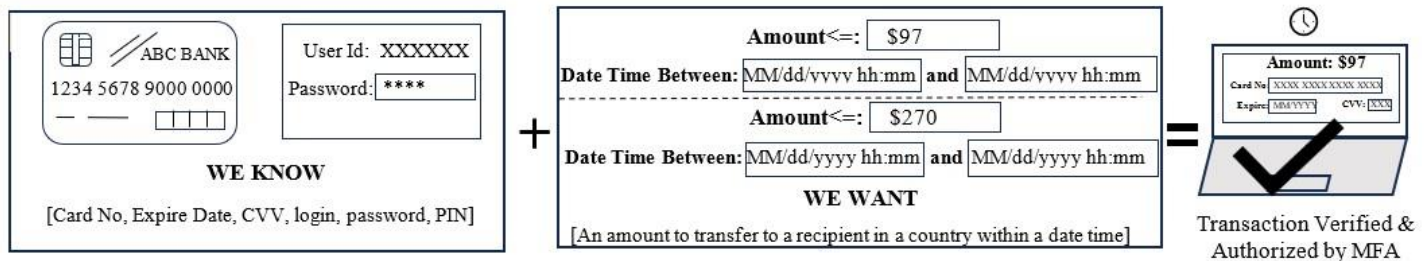 ABC BANK
1234 5678 9000 0000
User Id: XXXXXX
Password: ****
WE KNOW
[Card No, Expire Date, CVV, login, password, PIN]
+
Amount<=: $97
Date Time Between: MM/dd/yyyy hh:mm and MM/dd/yyyy hh:mm
Amount<=: $270
Date Time Between: MM/dd/yyyy hh:mm and MM/dd/yyyy hh:mm
WE WANT
[An amount to transfer to a recipient in a country within a date time]
=
Amount: $97
Card No: XXXX XXXX XXXX XXXX
Expire: MM/YYYY CVV: XXX
Transaction Verified &
Authorized by MFA